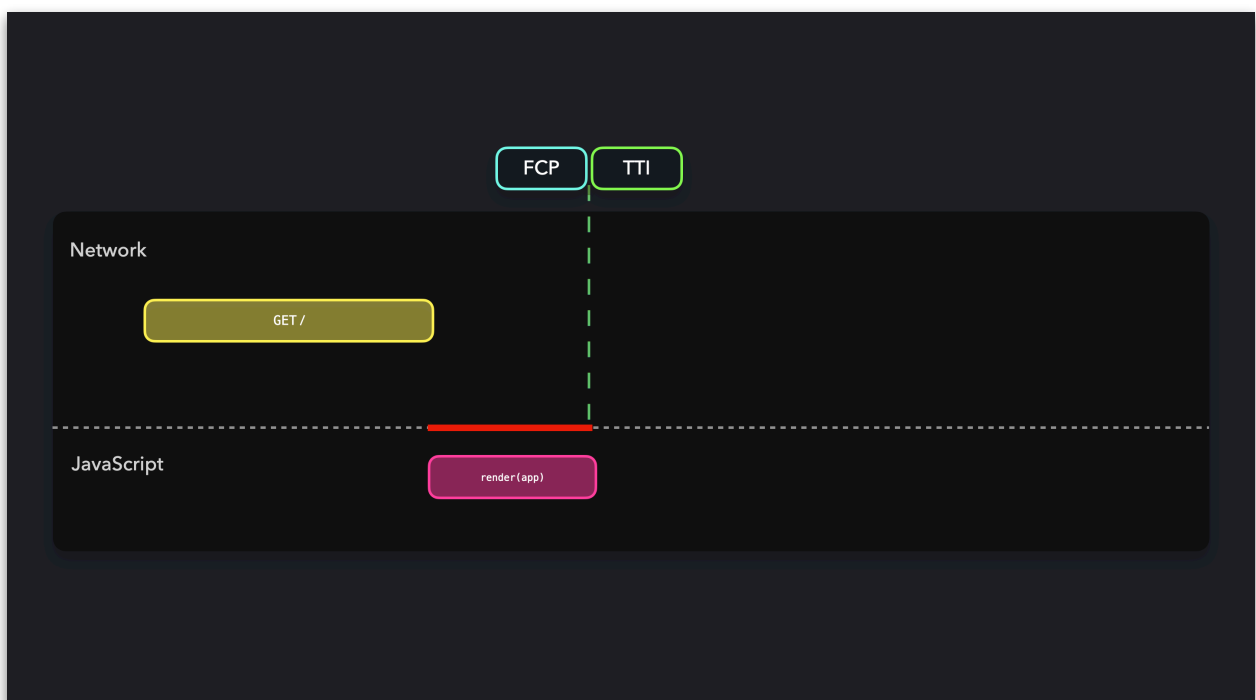 FCP
TTI
Network
GET /
JavaScript
render(app)